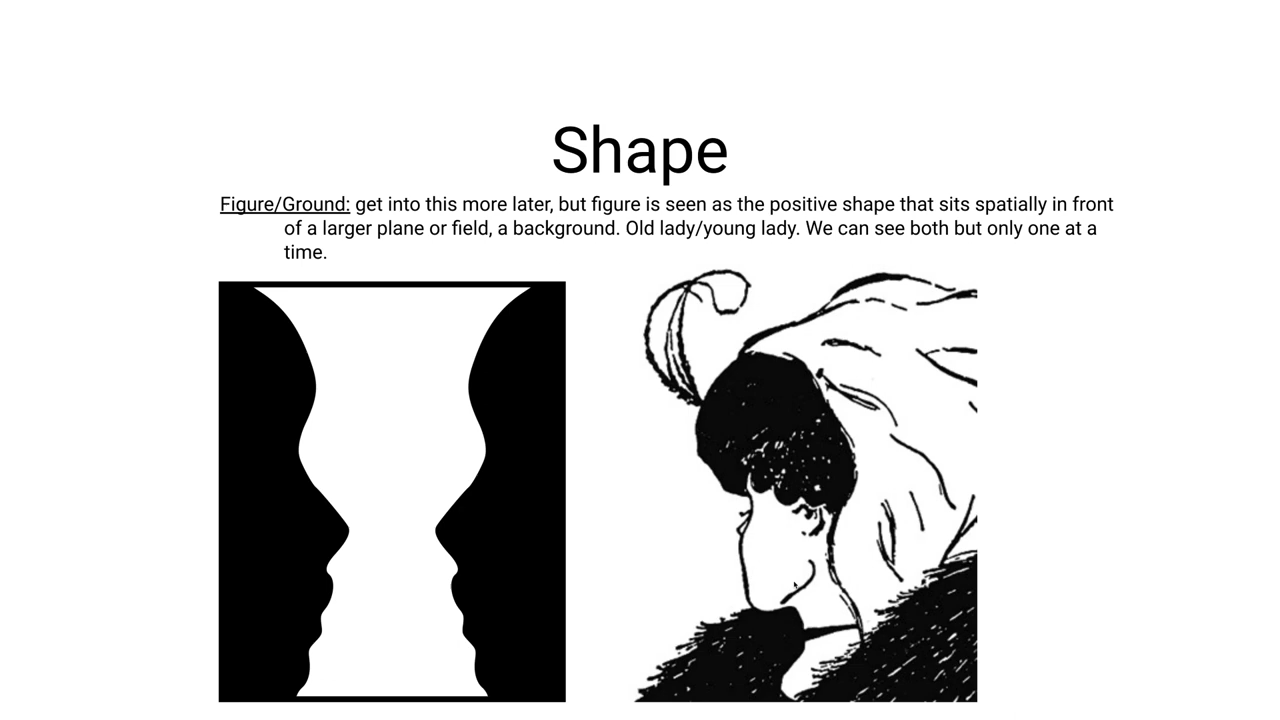 Shape
Figure/Ground: get into this more later, but figure is seen as the positive shape that sits spatially in front
of a larger plane or field, a background. Old lady/young lady. We can see both but only one at a
time.